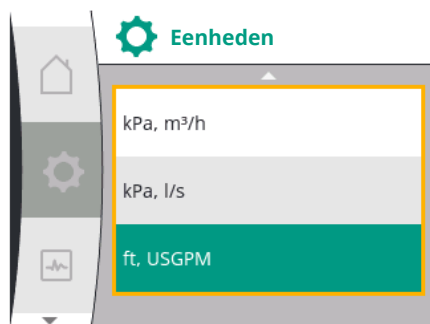 Eenheden
kPa, m³/h
kPa, l/s
ft, USGPM